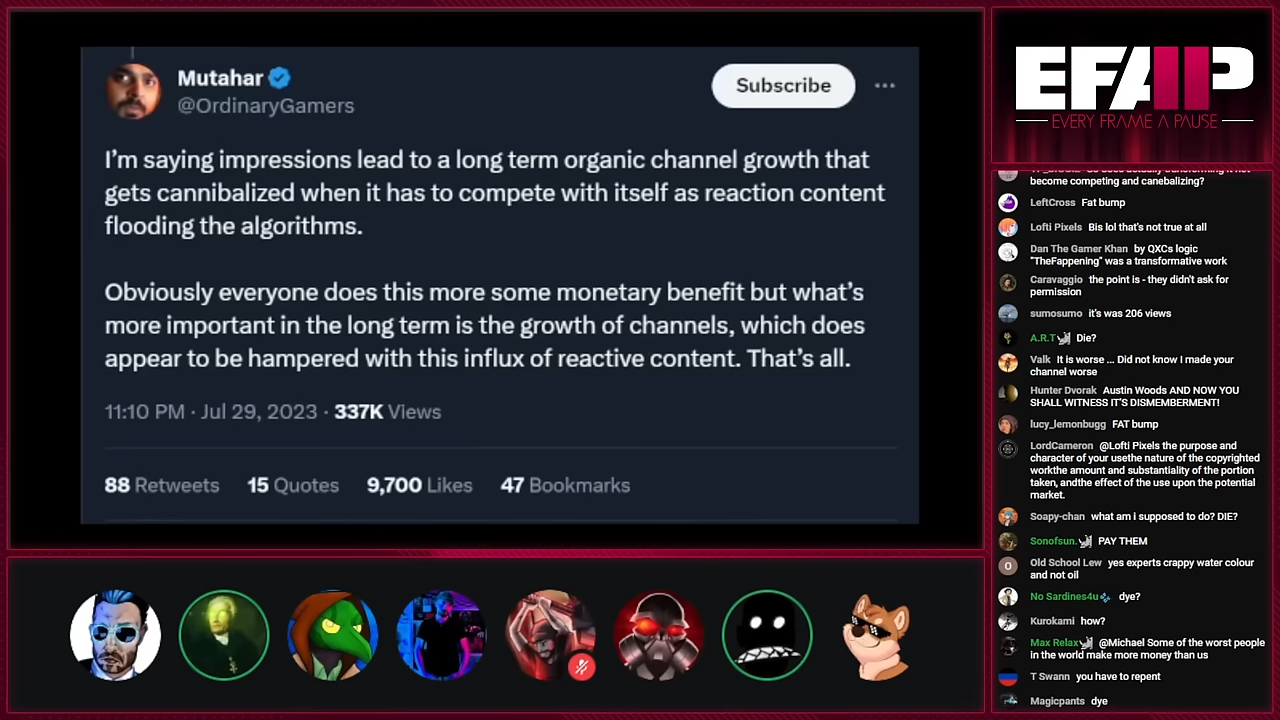 Mutahar
@OrdinaryGamers
Subscribe
I'm saying impressions lead to a long term organic channel growth that
gets cannibalized when it has to compete with itself as reaction content
flooding the algorithms.
Obviously everyone does this more some monetary benefit but what's
more important in the long term is the growth of channels, which does
appear to be hampered with this influx of reactive content. That's all.
11:10 PM · Jul 29, 2023 · 337K Views
88 Retweets 15 Quotes 9,700 Likes 47 Bookmarks
EFAP
EVERY FRAME A PAUSE
become competing and canebalizing?
LeftCross Fat bump
Lofti Pixels Bis lol that's not true at all
Dan The Gamer Khan by QXCs logic
"TheFappening" was a transformative work
Caravaggio the point is - they didn't ask for
permission
sumosumo it's was 206 views
A.R.T Die?
Valk It is worse ... Did not know I made your
channel worse
Hunter Dvorak Austin Woods AND NOW YOU
SHALL WITNESS IT'S DISMEMBERMENT!
lucy_lemonbugg FAT bump
LordCameron @Lofti Pixels the purpose and
character of your usethe nature of the copyrighted
workthe amount and substantiality of the portion
taken, andthe effect of the use upon the potential
market.
Soapy-chan what am i supposed to do? DIE?
Sonofsun. PAY THEM
O
Old School Lew yes experts crappy water colour
and not oil
No Sardines4u dye?
Kurokami how?
Max Relax @Michael Some of the worst people
in the world make more money than us
T Swann you have to repent
Magicpants dye